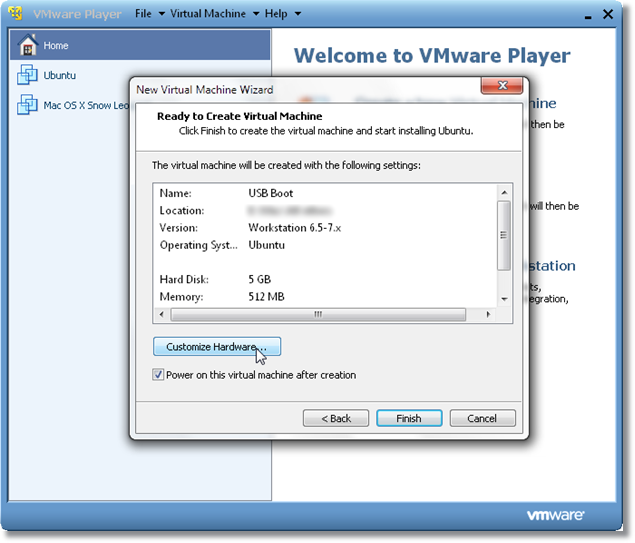 VMware Player File Virtual Machine Help
Home
Ubuntu
Mac OS X Snow Leo
Welcome to VMware Player
then be
will then be
station
ts,
egration,
New Virtual Machine Wizard
Ready to Create Virtual Machine
Click Finish to create the virtual machine and start installing Ubuntu.
The virtual machine will be created with the following settings:
Name: USB Boot
Location:
Version: Workstation 6.5-7.x
Operating Syst... Ubuntu
Hard Disk: 5 GB
Memory: 512 MB
Customize Hardware...
Power on this virtual machine after creation
< Back Finish Cancel
vmware